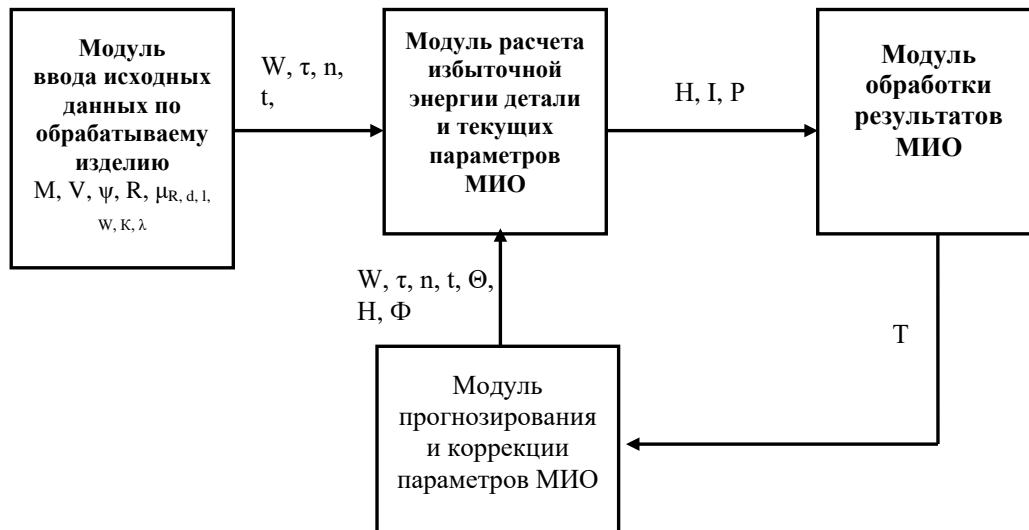 Модуль
ввода исходных
данных по
обрабатываему
изделию
M, V, ψ, R, μR, d, l,
W, K, λ
W, τ, n,
t,
Модуль расчета
избыточной
энергии детали
и текущих
параметров
МИО
H, I, P
Модуль
обработки
результатов
МИО
W, τ, n, t, Θ,
H, Φ
T
Модуль
прогнозирования
и коррекции
параметров МИО